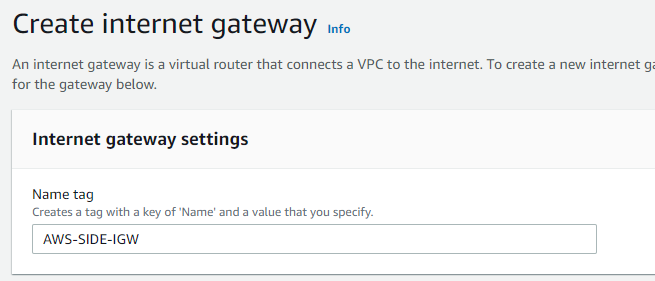 Create internet gateway Info
An internet gateway is a virtual router that connects a VPC to the internet. To create a new internet
for the gateway below.
Internet gateway settings
Name tag
Creates a tag with a key of 'Name' and a value that you specify.
AWS-SIDE-IGW